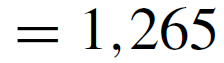 = 1,265